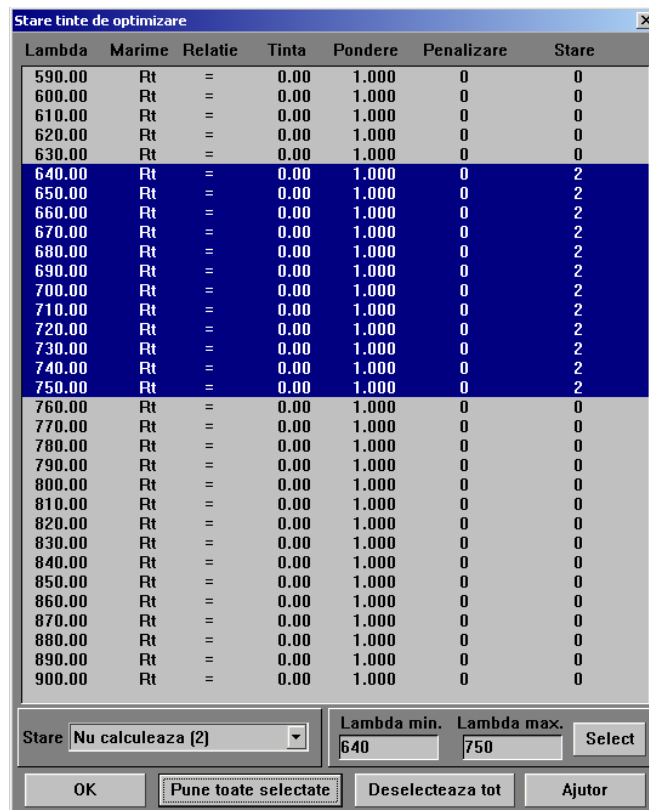 Stare tinte de optimizare
Lambda Marime Relatie Tinta Pondere Penalizare Stare
590.00 Rt = 0.00 1.000 0 0
600.00 Rt = 0.00 1.000 0 0
610.00 Rt = 0.00 1.000 0 0
620.00 Rt = 0.00 1.000 0 0
630.00 Rt = 0.00 1.000 0 0
640.00 Rt = 0.00 1.000 0 2
650.00 Rt = 0.00 1.000 0 2
660.00 Rt = 0.00 1.000 0 2
670.00 Rt = 0.00 1.000 0 2
680.00 Rt = 0.00 1.000 0 2
690.00 Rt = 0.00 1.000 0 2
700.00 Rt = 0.00 1.000 0 2
710.00 Rt = 0.00 1.000 0 2
720.00 Rt = 0.00 1.000 0 2
730.00 Rt = 0.00 1.000 0 2
740.00 Rt = 0.00 1.000 0 2
750.00 Rt = 0.00 1.000 0 2
760.00 Rt = 0.00 1.000 0 0
770.00 Rt = 0.00 1.000 0 0
780.00 Rt = 0.00 1.000 0 0
790.00 Rt = 0.00 1.000 0 0
800.00 Rt = 0.00 1.000 0 0
810.00 Rt = 0.00 1.000 0 0
820.00 Rt = 0.00 1.000 0 0
830.00 Rt = 0.00 1.000 0 0
840.00 Rt = 0.00 1.000 0 0
850.00 Rt = 0.00 1.000 0 0
860.00 Rt = 0.00 1.000 0 0
870.00 Rt = 0.00 1.000 0 0
880.00 Rt = 0.00 1.000 0 0
890.00 Rt = 0.00 1.000 0 0
900.00 Rt = 0.00 1.000 0 0
Lambda min. Lambda max.
Stare Nu calculeaza (2) 640 750 Select
OK Pune toate selectate Deselecteaza tot Ajutor